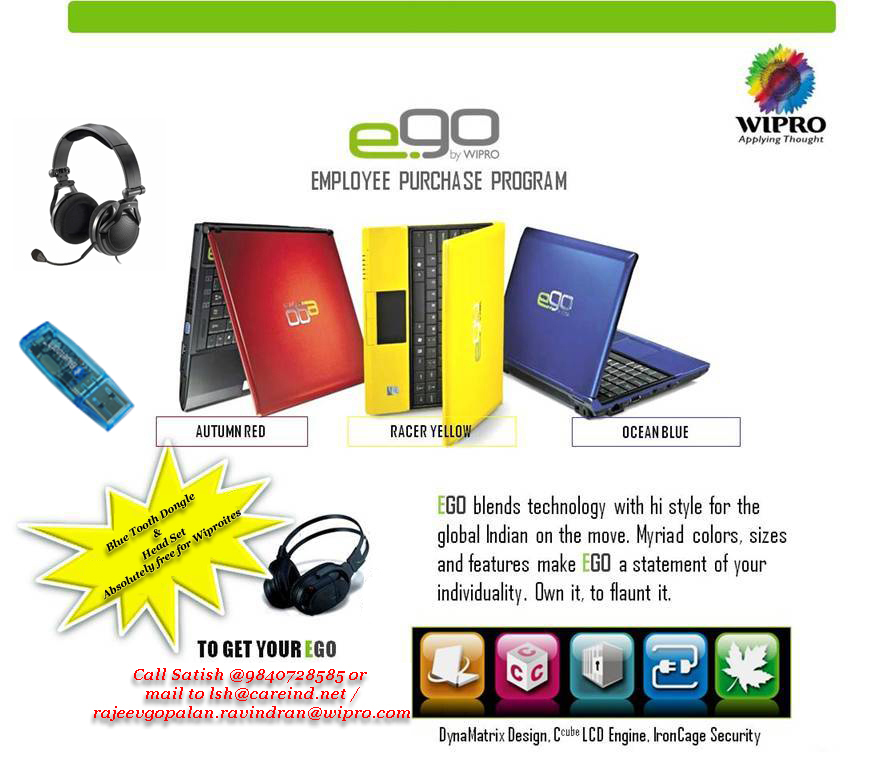 WIPRO
Applying Thought
e.go
by WIPRO
EMPLOYEE PURCHASE PROGRAM
ego
ego
ego
AUTUMN RED
RACER YELLOW
OCEAN BLUE
Blue Tooth Dongle
&
Head Set
Absolutely free for Wiproites
EGO blends technology with hi style for the
global Indian on the move. Myriad colors, sizes
and features make EGO a statement of your
individuality. Own it, to flaunt it.
TO GET YOUR EGO
Call Satish @9840728585 or
mail to lsh@careind.net /
rajeevgopalan.ravindran@wipro.com
C C C
DynaMatrix Design, Ccube LCD Engine, IronCage Security